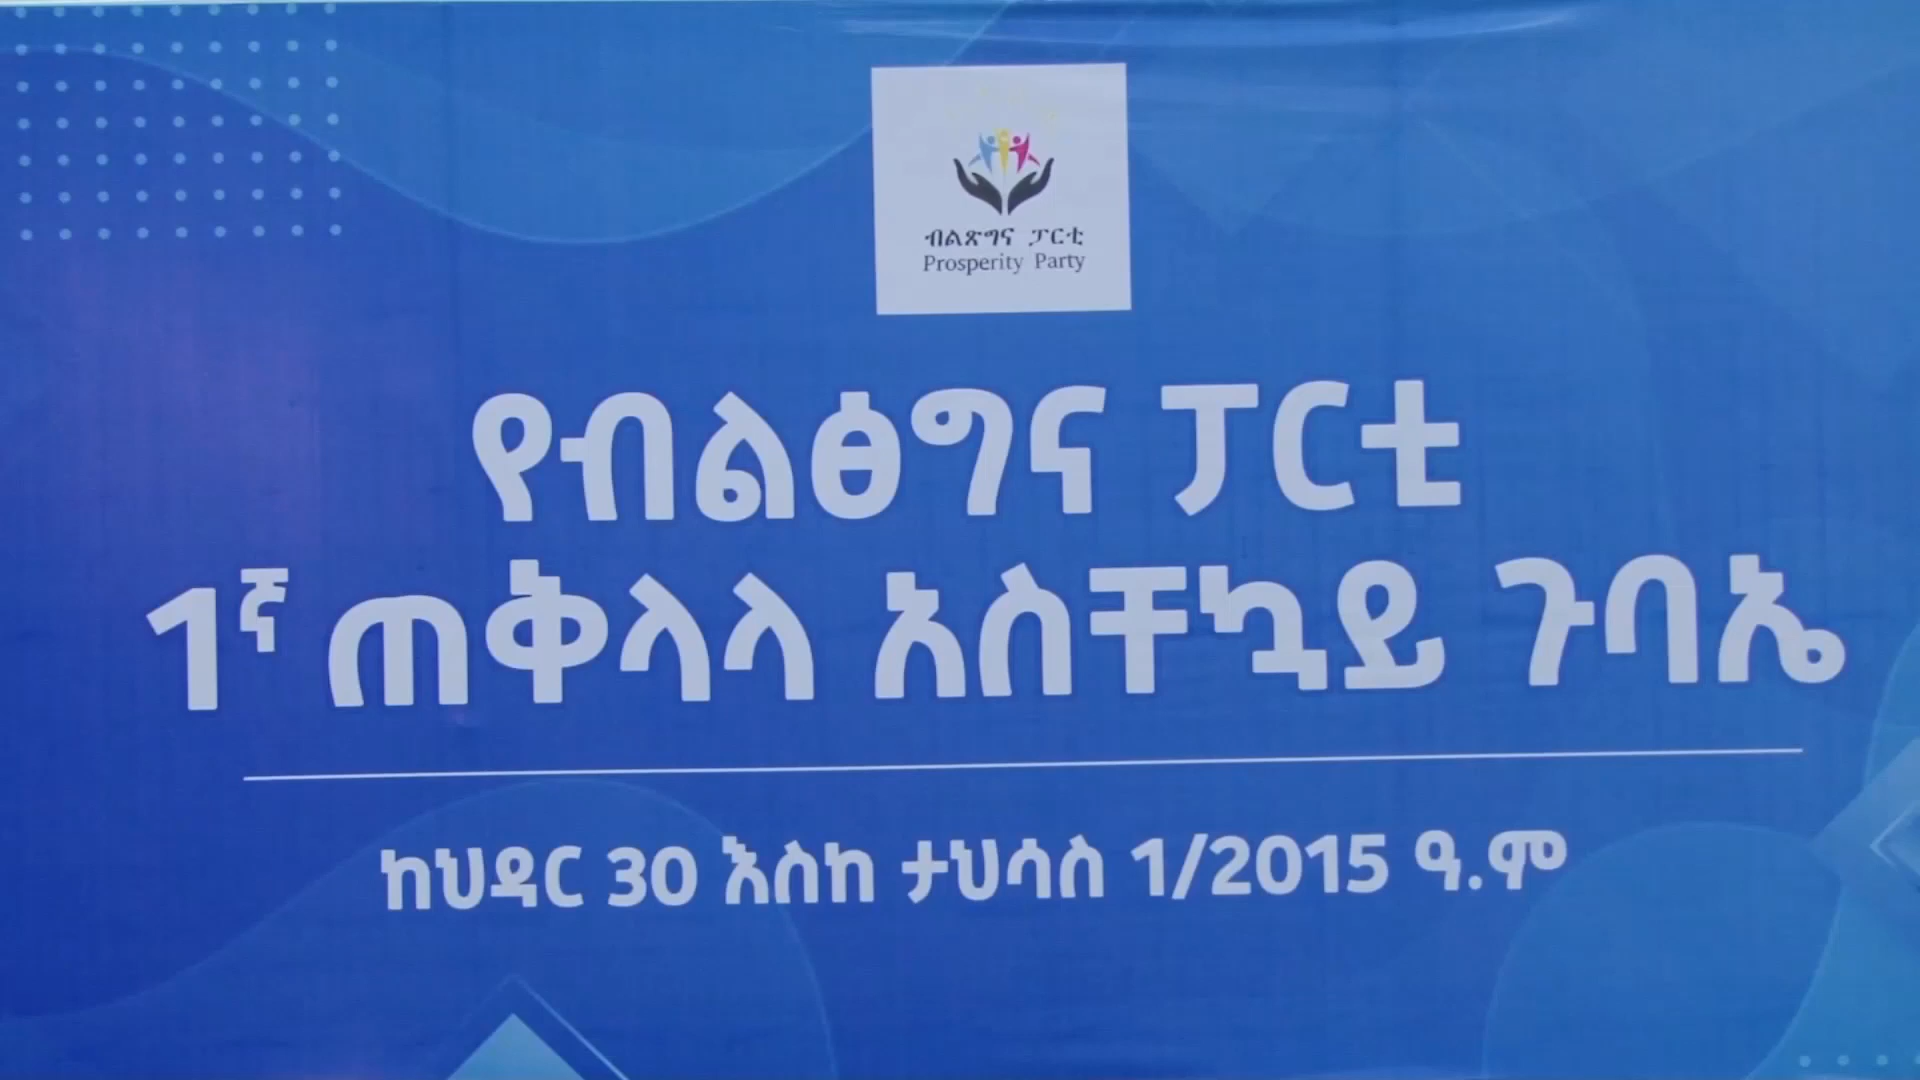 ብልጽግና ፓርቲ
Prosperity Party
የብልፅግና ፓርቲ
1ኛ ጠቅላላ አስቸኳይ ጉባኤ
ከህዳር 30 እስከ ታህሳስ 1/2015 ዓ.ም